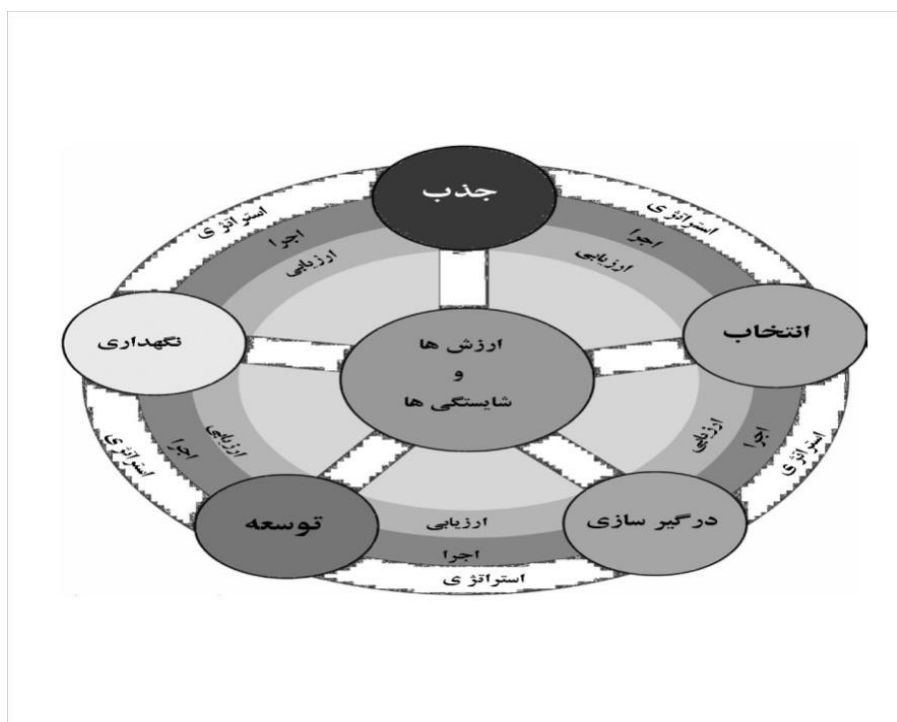 جذب
استراتژی
اجرا
ارزیابی
انتخاب
استراتژی
اجرا
ارزیابی
درگیر سازی
استراتژی
اجرا
ارزیابی
توسعه
استراتژی
اجرا
ارزیابی
نگهداری
استراتژی
اجرا
ارزیابی
ارزش ها
و
شایستگی ها